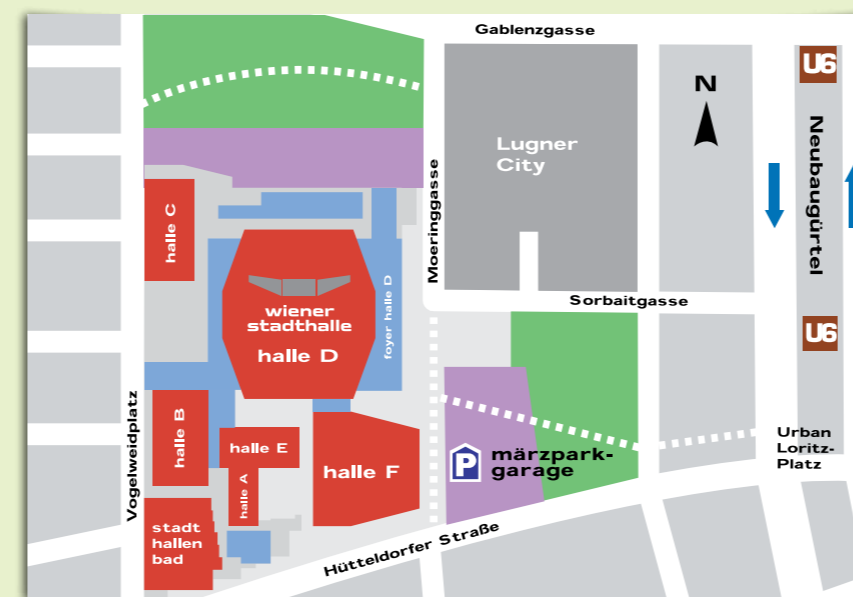 Gablenzgasse
U6
N
Lugner
City
Neubaugürtel
Moeringgasse
halle C
foyer halle D
wiener
stadthalle
halle D
Sorbaitgasse
U6
Vogelweidplatz
halle B
halle E
halle A
halle F
P
märzpark-
garage
Urban
Loritz-
Platz
stadt
hallen
bad
Hütteldorfer Straße